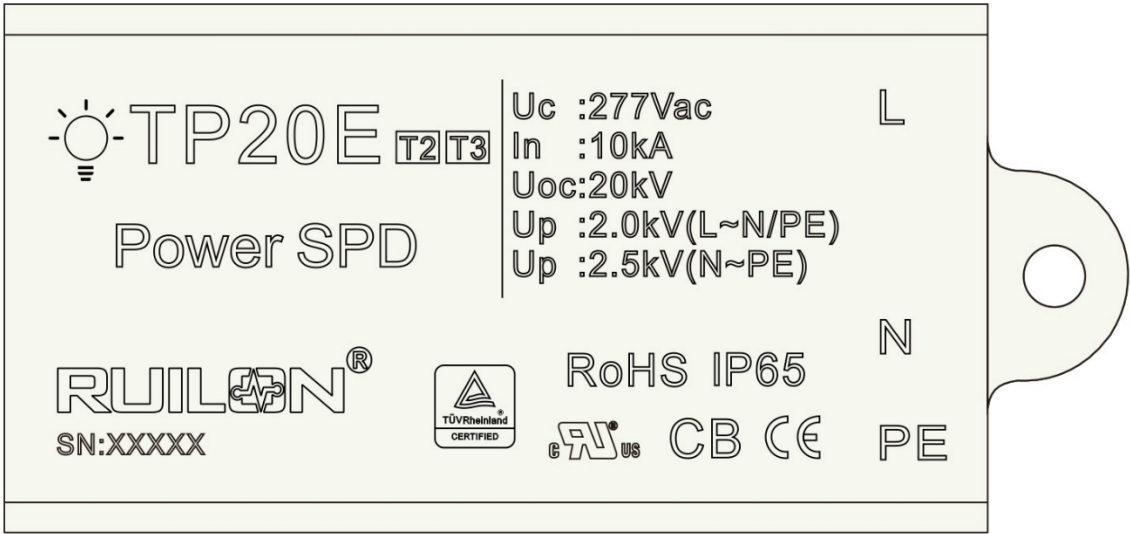 TP20E T2 T3
Power SPD
Uc :277Vac
In :10kA
Uoc:20kV
Up :2.0kV(L~N/PE)
Up :2.5kV(N~PE)
L
N
PE
RUILON®
SN:XXXXX
TÜVRheinland®
CERTIFIED
RoHS IP65
c RU® US CB CE